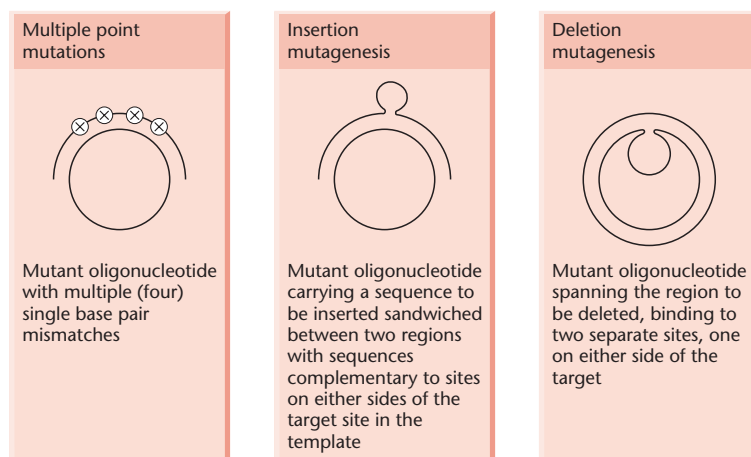 Multiple point
mutations
Mutant oligonucleotide
with multiple (four)
single base pair
mismatches
Insertion
mutagenesis
Mutant oligonucleotide
carrying a sequence to
be inserted sandwiched
between two regions
with sequences
complementary to sites
on either sides of the
target site in the
template
Deletion
mutagenesis
Mutant oligonucleotide
spanning the region to
be deleted, binding to
two separate sites, one
on either side of the
target